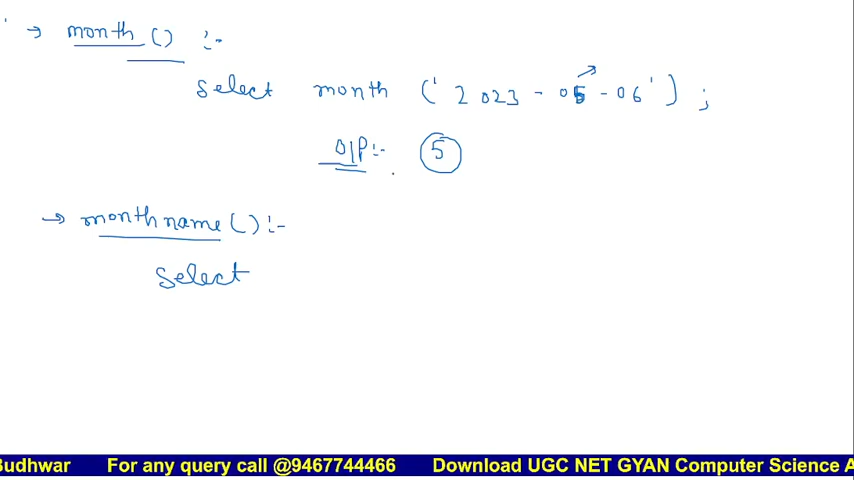 → month () :-
Select month ('2023-05-06');
O/P:- 5
→ monthname() :-
Select
Budhwar For any query call @9467744466 Download UGC NET GYAN Computer Science A